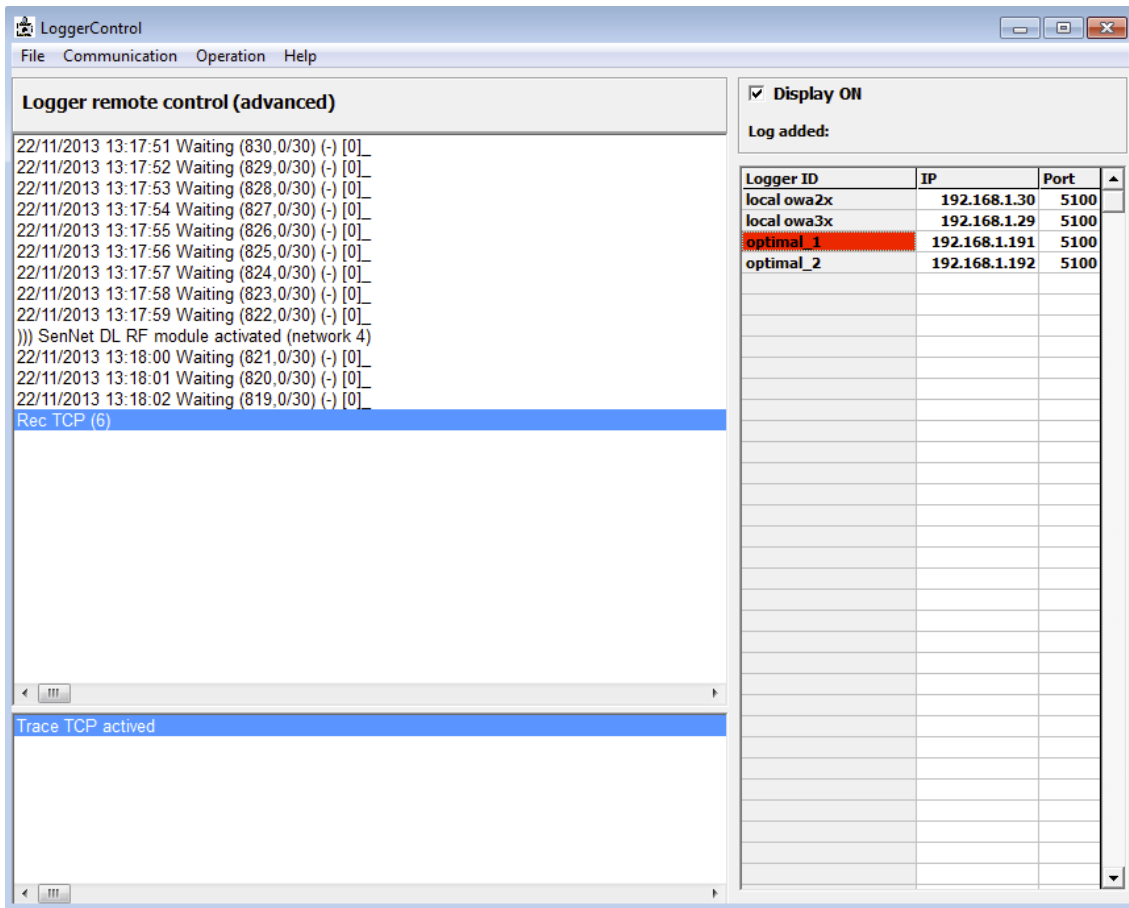 LoggerControl
File Communication Operation Help
Logger remote control (advanced)
22/11/2013 13:17:51 Waiting (830,0/30) (-) [0]_
22/11/2013 13:17:52 Waiting (829,0/30) (-) [0]_
22/11/2013 13:17:53 Waiting (828,0/30) (-) [0]_
22/11/2013 13:17:54 Waiting (827,0/30) (-) [0]_
22/11/2013 13:17:55 Waiting (826,0/30) (-) [0]_
22/11/2013 13:17:56 Waiting (825,0/30) (-) [0]_
22/11/2013 13:17:57 Waiting (824,0/30) (-) [0]_
22/11/2013 13:17:58 Waiting (823,0/30) (-) [0]_
22/11/2013 13:17:59 Waiting (822,0/30) (-) [0]_
))) SenNet DL RF module activated (network 4)
22/11/2013 13:18:00 Waiting (821,0/30) (-) [0]_
22/11/2013 13:18:01 Waiting (820,0/30) (-) [0]_
22/11/2013 13:18:02 Waiting (819,0/30) (-) [0]_
Rec TCP (6)
Trace TCP actived
Display ON
Log added:
Logger ID IP Port
local owa2x 192.168.1.30 5100
local owa3x 192.168.1.29 5100
optimal_1 192.168.1.191 5100
optimal_2 192.168.1.192 5100